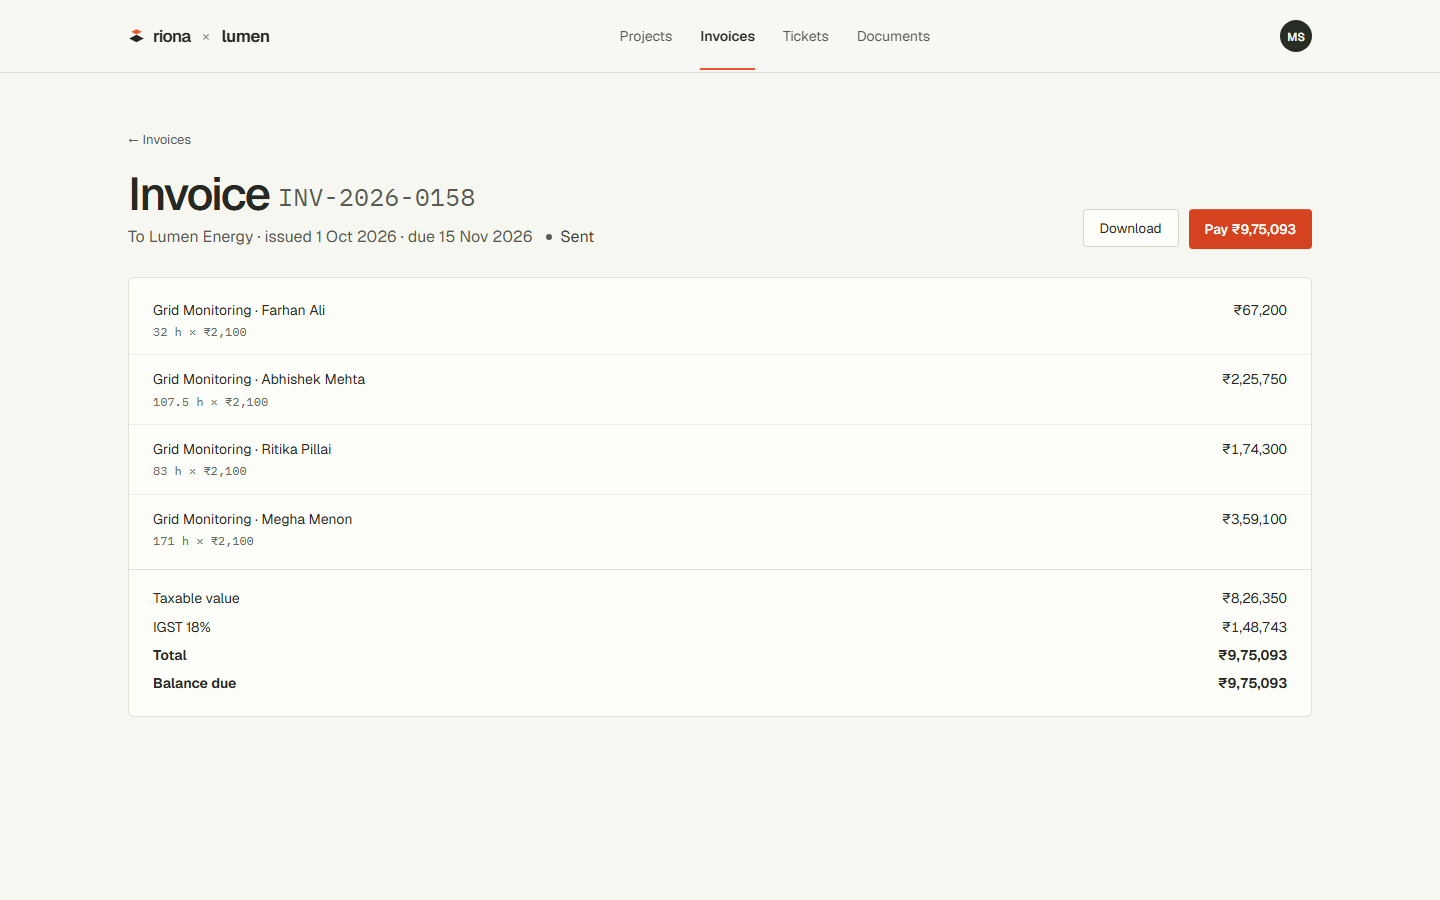 riona × lumen
Projects Invoices Tickets Documents
MS
← Invoices
Invoice INV-2026-0158
To Lumen Energy · issued 1 Oct 2026 · due 15 Nov 2026 • Sent
Download
Pay ₹9,75,093
Grid Monitoring · Farhan Ali ₹67,200
32 h × ₹2,100
Grid Monitoring · Abhishek Mehta ₹2,25,750
107.5 h × ₹2,100
Grid Monitoring · Ritika Pillai ₹1,74,300
83 h × ₹2,100
Grid Monitoring · Megha Menon ₹3,59,100
171 h × ₹2,100
Taxable value ₹8,26,350
IGST 18% ₹1,48,743
Total ₹9,75,093
Balance due ₹9,75,093